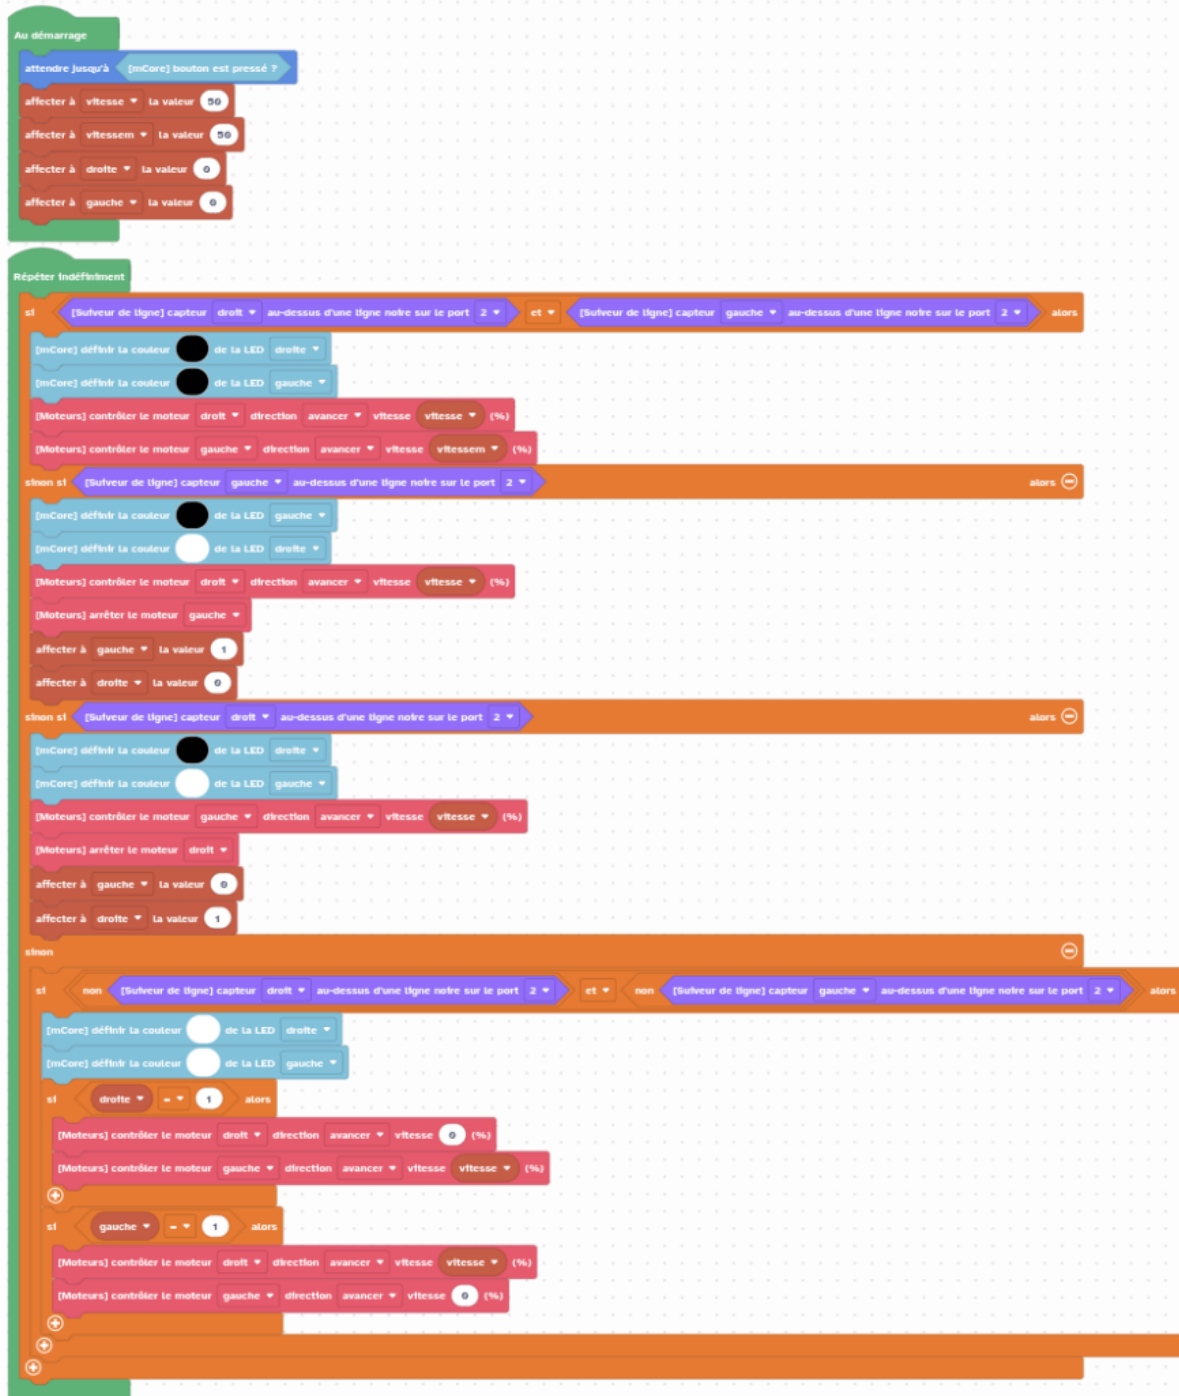 Au démarrage
attendre jusqu'à [mCore] bouton est pressé ?
affecter à vitesse la valeur 50
affecter à vitessem la valeur 50
affecter à droite la valeur 0
affecter à gauche la valeur 0
Répéter indéfiniment
si [Suiveur de ligne] capteur droit au-dessus d'une ligne noire sur le port 2 et [Suiveur de ligne] capteur gauche au-dessus d'une ligne noire sur le port 2 alors
[mCore] définir la couleur de la LED droite
[mCore] définir la couleur de la LED gauche
[Moteurs] contrôler le moteur droit direction avancer vitesse vitesse (%)
[Moteurs] contrôler le moteur gauche direction avancer vitesse vitessem (%)
sinon si [Suiveur de ligne] capteur gauche au-dessus d'une ligne noire sur le port 2 alors
[mCore] définir la couleur de la LED gauche
[mCore] définir la couleur de la LED droite
[Moteurs] contrôler le moteur droit direction avancer vitesse vitesse (%)
[Moteurs] arrêter le moteur gauche
affecter à gauche la valeur 1
affecter à droite la valeur 0
sinon si [Suiveur de ligne] capteur droit au-dessus d'une ligne noire sur le port 2 alors
[mCore] définir la couleur de la LED droite
[mCore] définir la couleur de la LED gauche
[Moteurs] contrôler le moteur gauche direction avancer vitesse vitesse (%)
[Moteurs] arrêter le moteur droit
affecter à gauche la valeur 0
affecter à droite la valeur 1
sinon
si non [Suiveur de ligne] capteur droit au-dessus d'une ligne noire sur le port 2 et non [Suiveur de ligne] capteur gauche au-dessus d'une ligne noire sur le port 2 alors
[mCore] définir la couleur de la LED droite
[mCore] définir la couleur de la LED gauche
si droite = 1 alors
[Moteurs] contrôler le moteur droit direction avancer vitesse 0 (%)
[Moteurs] contrôler le moteur gauche direction avancer vitesse vitesse (%)
si gauche = 1 alors
[Moteurs] contrôler le moteur droit direction avancer vitesse vitesse (%)
[Moteurs] contrôler le moteur gauche direction avancer vitesse 0 (%)